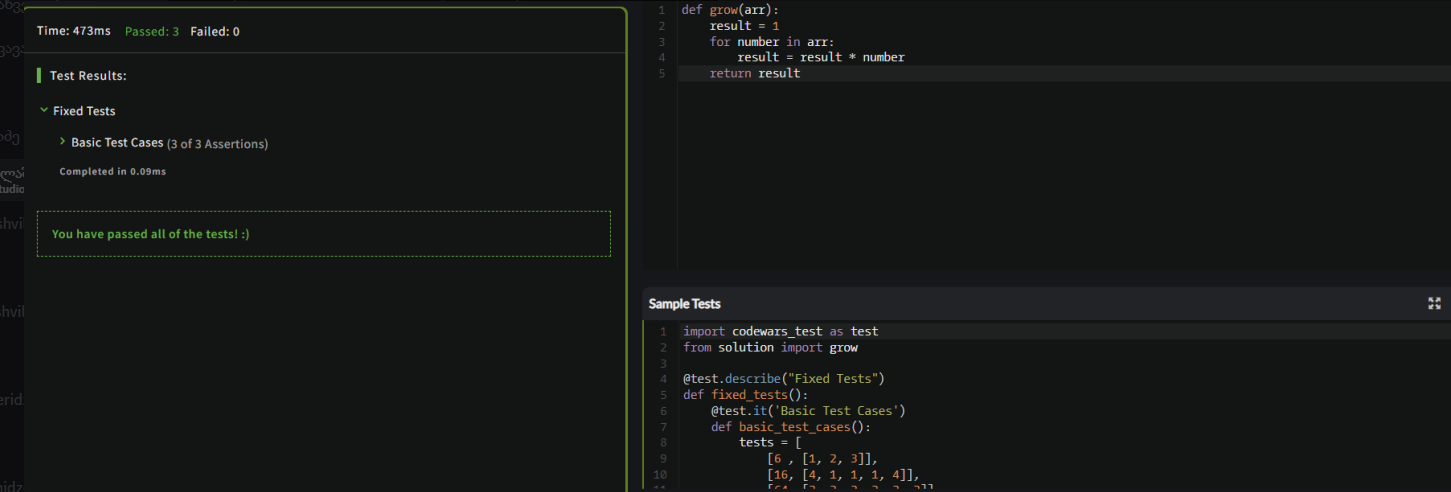 Time: 473ms Passed: 3 Failed: 0
Test Results:
Fixed Tests
Basic Test Cases (3 of 3 Assertions)
Completed in 0.09ms
You have passed all of the tests! :)
1 def grow(arr):
2 result = 1
3 for number in arr:
4 result = result * number
5 return result
Sample Tests
1 import codewars_test as test
2 from solution import grow
3
4 @test.describe("Fixed Tests")
5 def fixed_tests():
6 @test.it('Basic Test Cases')
7 def basic_test_cases():
8 tests = [
9 [6 , [1, 2, 3]],
10 [16, [4, 1, 1, 1, 4]],